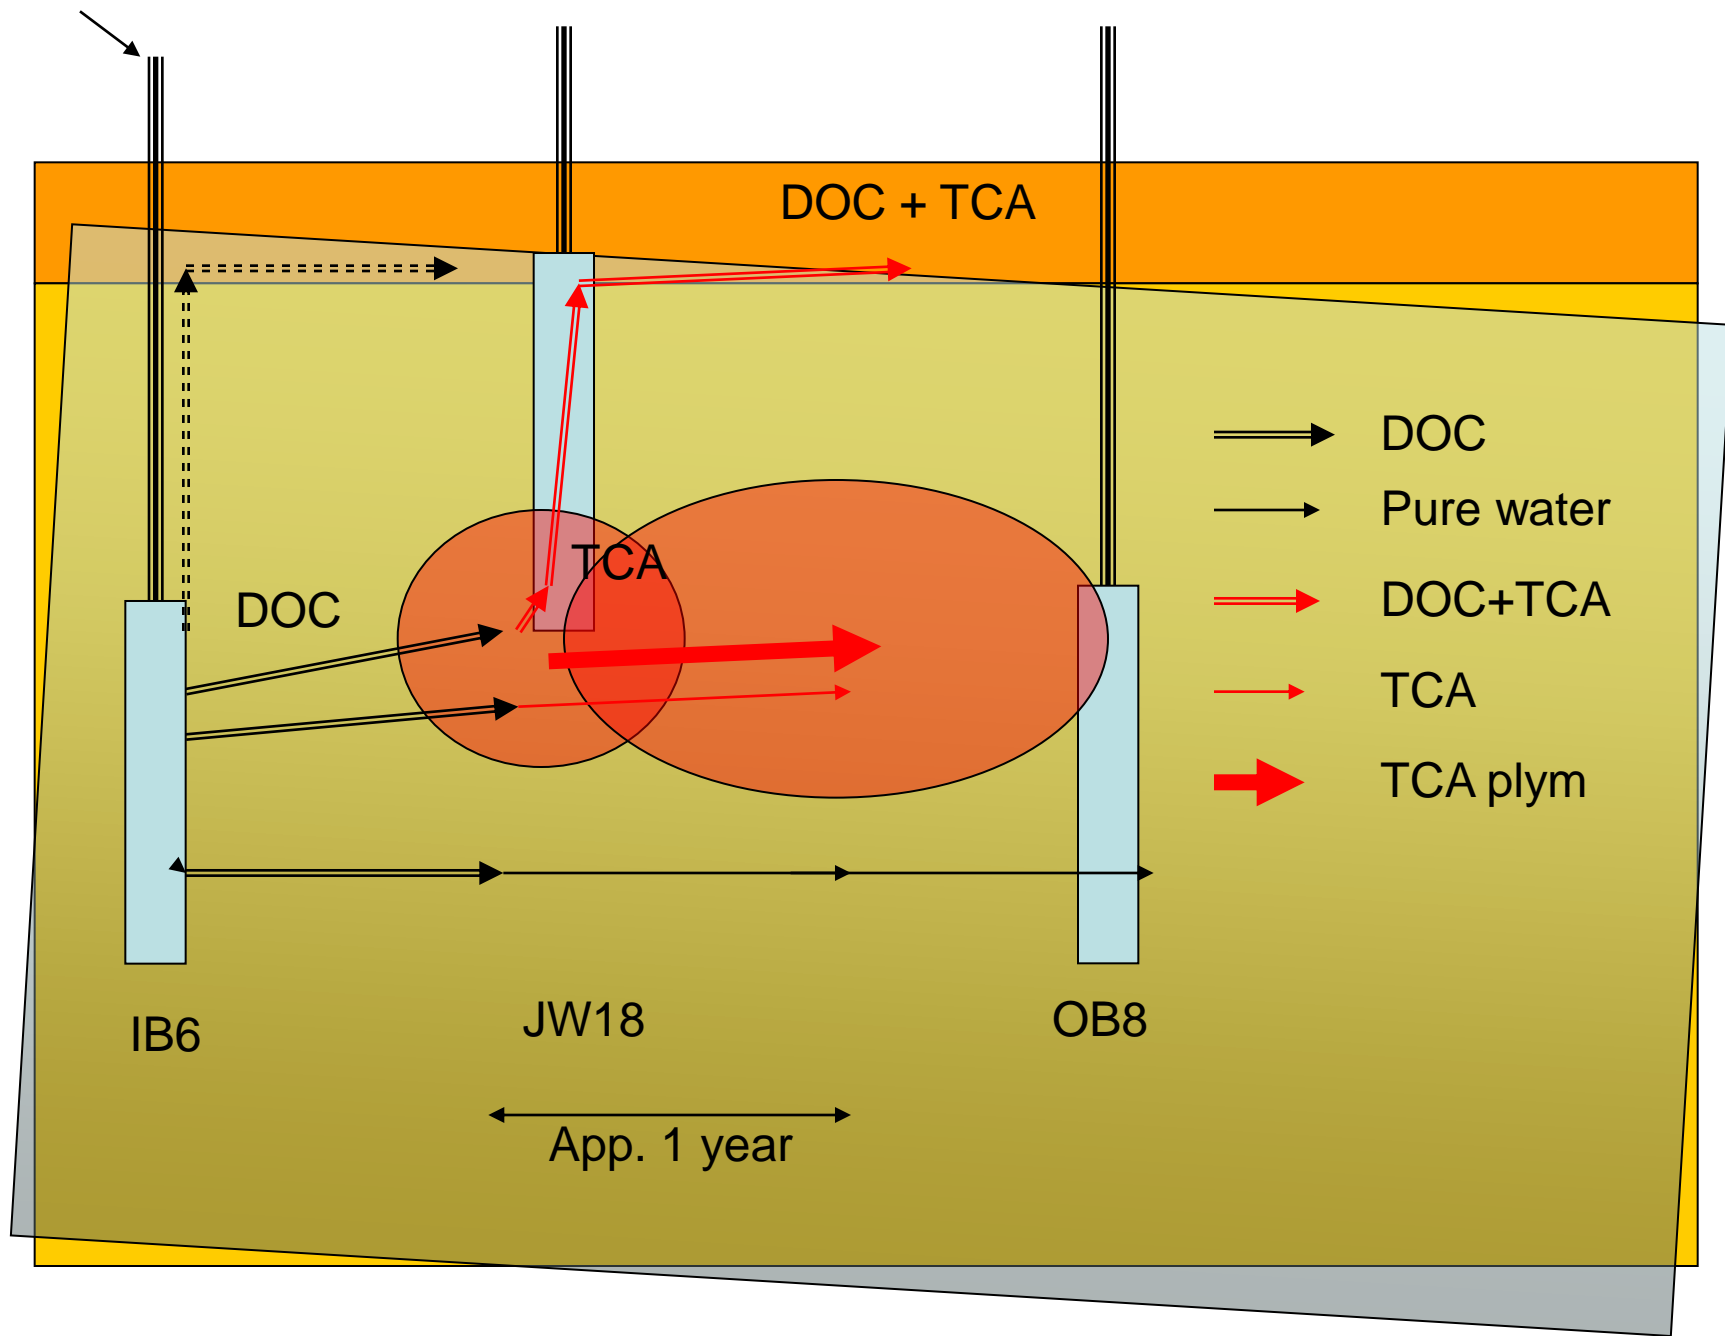 DOC + TCA
DOC
Pure water
TCA
DOC
DOC+TCA
TCA
TCA plym
IB6
JW18
OB8
App. 1 year